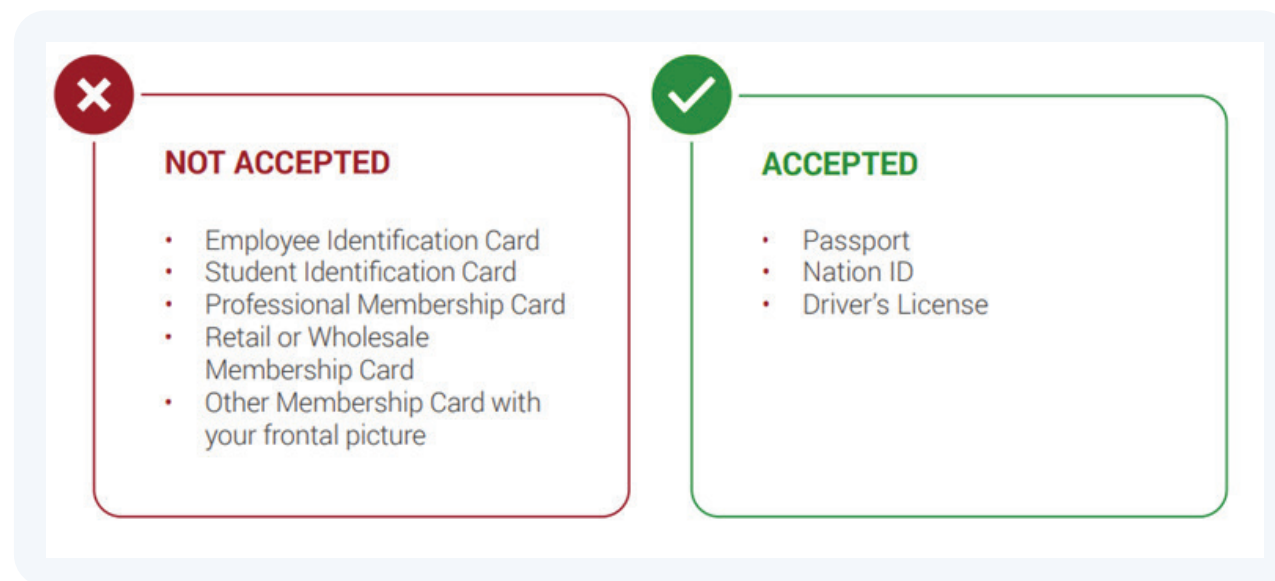 NOT ACCEPTED
• Employee Identification Card
• Student Identification Card
• Professional Membership Card
• Retail or Wholesale
Membership Card
• Other Membership Card with
your frontal picture
ACCEPTED
• Passport
• Nation ID
• Driver’s License